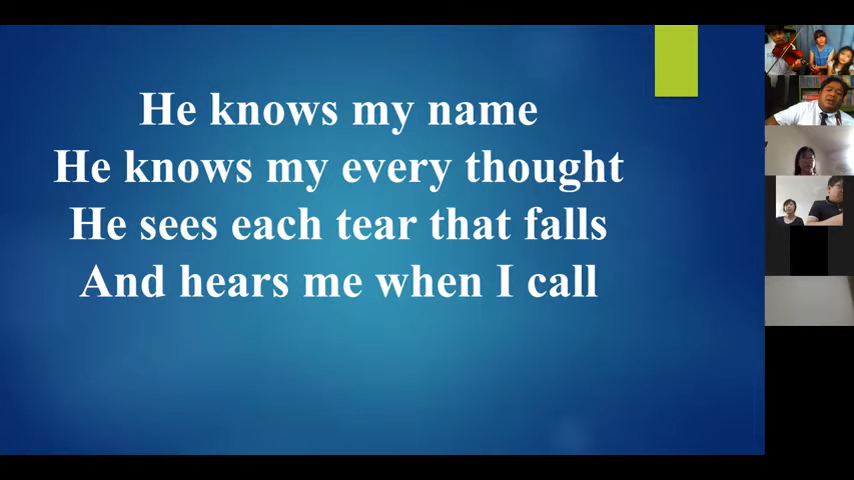 He knows my name
He knows my every thought
He sees each tear that falls
And hears me when I call